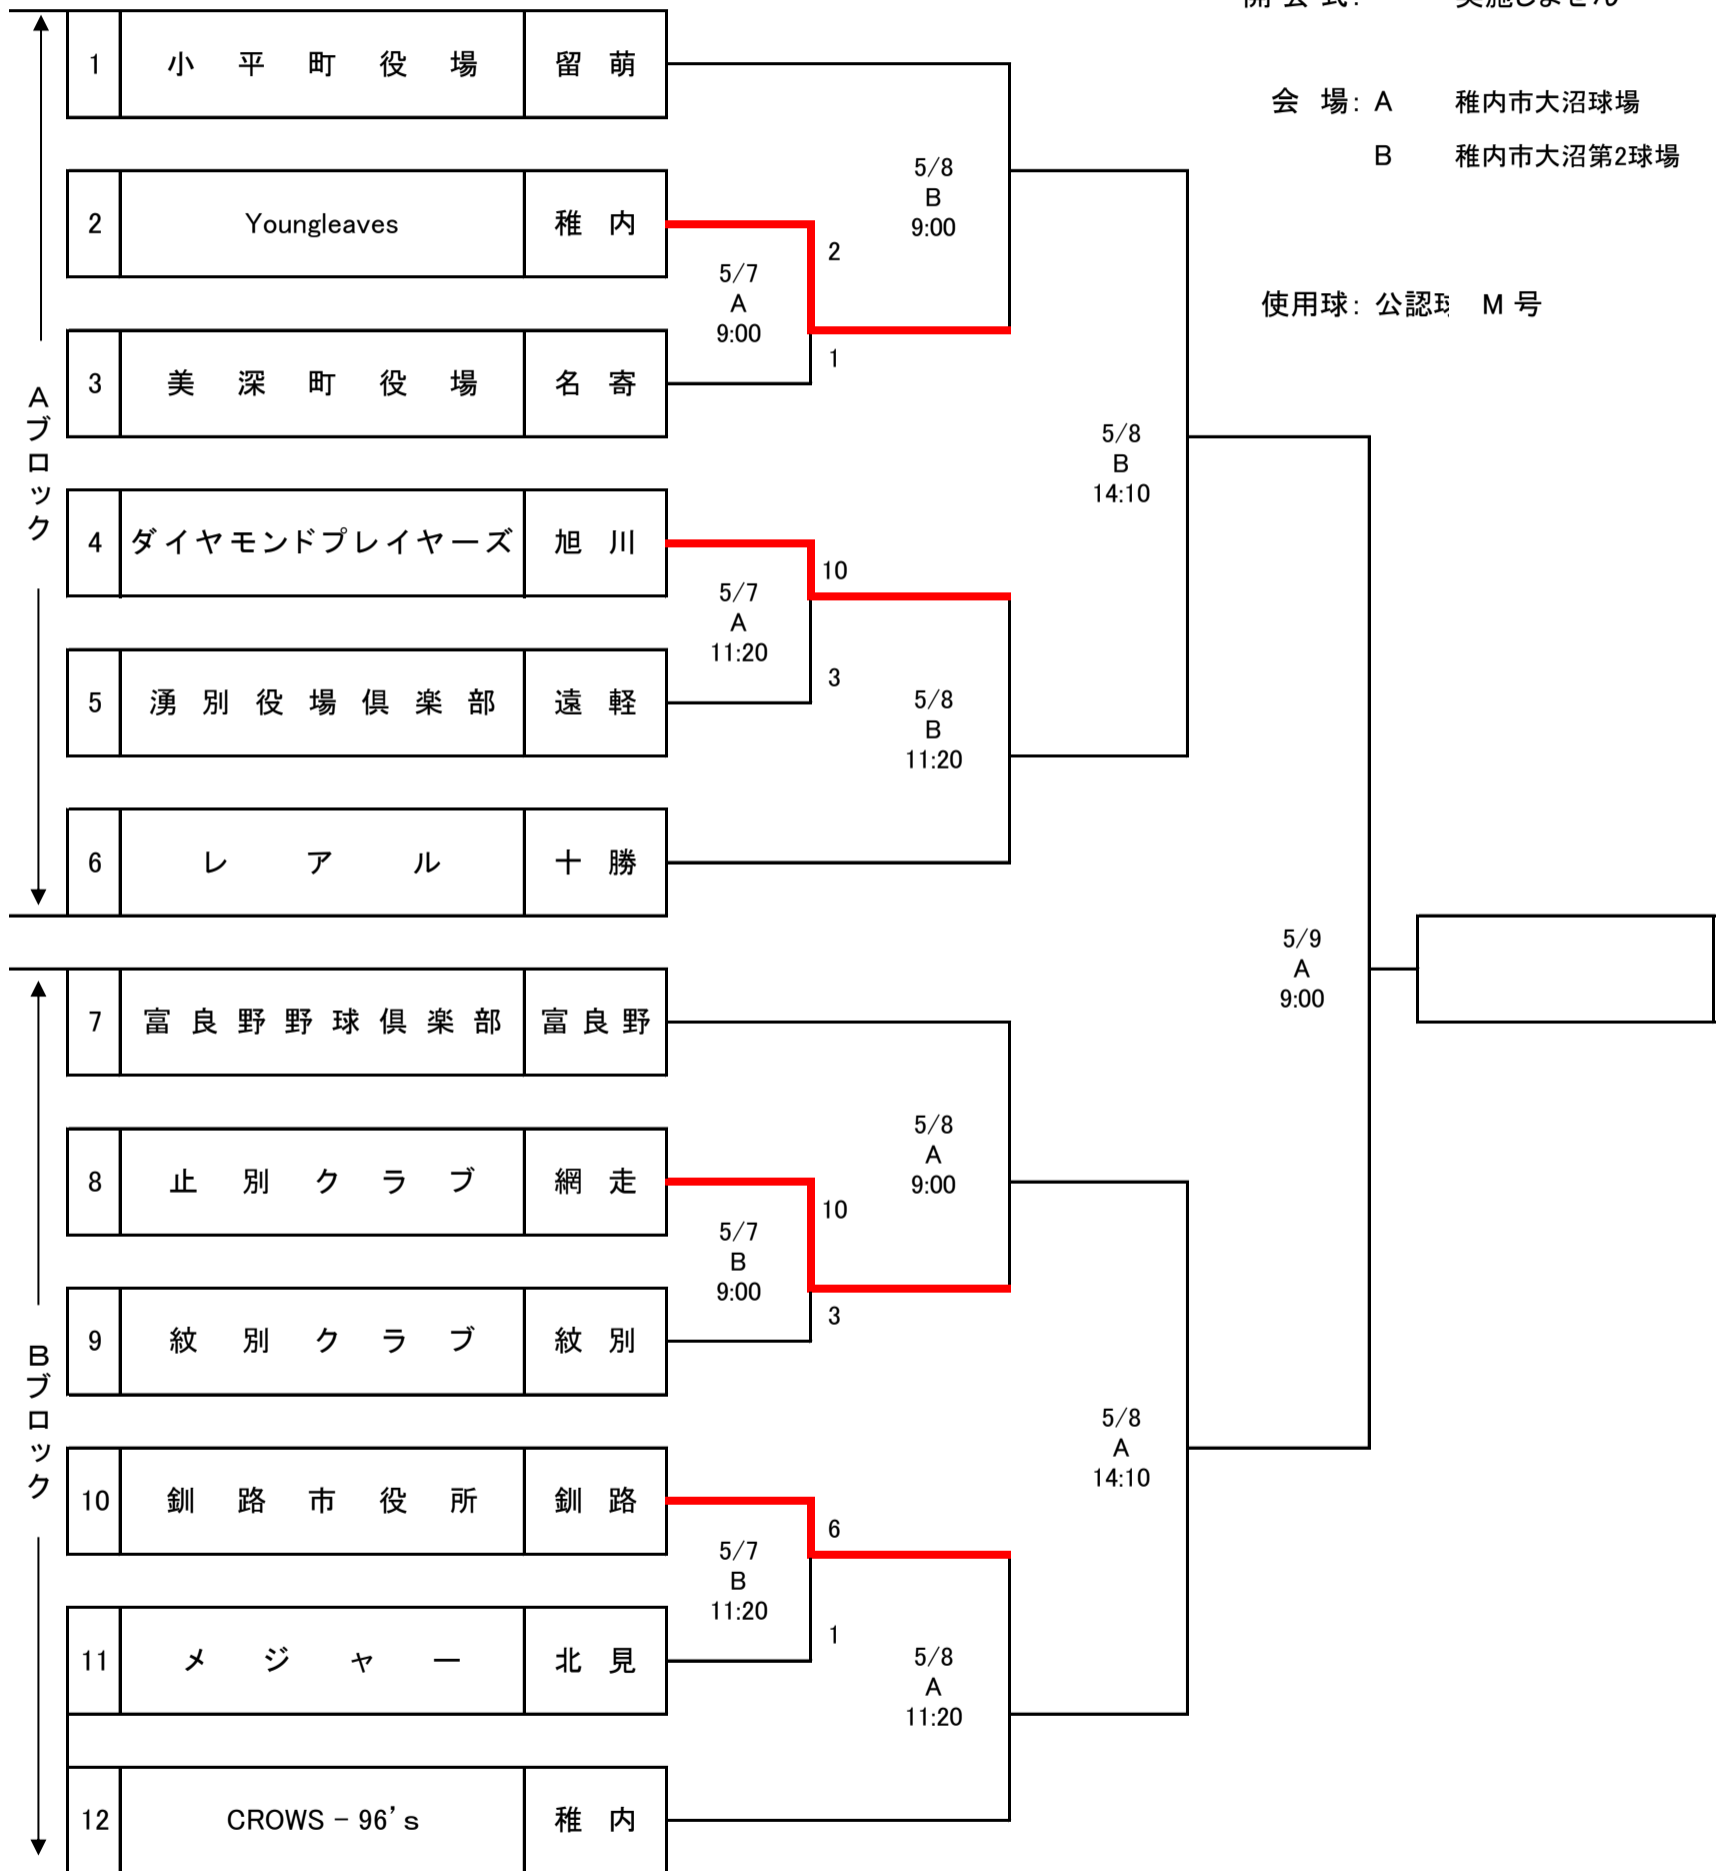 実施しません
会場: A 稚内市大沼球場
B 稚内市大沼第2球場
使用球: 公認球 M 号
Aブロック
1 小平町役場 留萌
2 Youngleaves 稚内
3 美深町役場 名寄
4 ダイヤモンドプレイヤーズ 旭川
5 湧別役場倶楽部 遠軽
6 レアル 十勝
Bブロック
7 富良野野球倶楽部 富良野
8 止別クラブ 網走
9 紋別クラブ 紋別
10 釧路市役所 釧路
11 メジャー 北見
12 CROWS − 96's 稚内
5/7
A
9:00
2
1
5/7
A
11:20
10
3
5/7
B
9:00
10
3
5/7
B
11:20
6
1
5/8
B
9:00
5/8
B
11:20
5/8
A
9:00
5/8
A
11:20
5/8
B
14:10
5/8
A
14:10
5/9
A
9:00